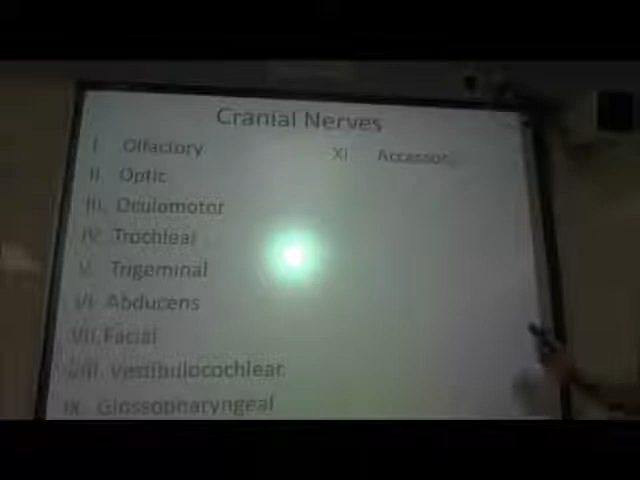 Cranial Nerves
I Olfactory
II. Optic
III. Oculomotor
IV. Trochlear
V. Trigeminal
VI. Abducens
VII. Facial
VIII. Vestibulocochlear
IX. Glossopharyngeal
XI Accessory